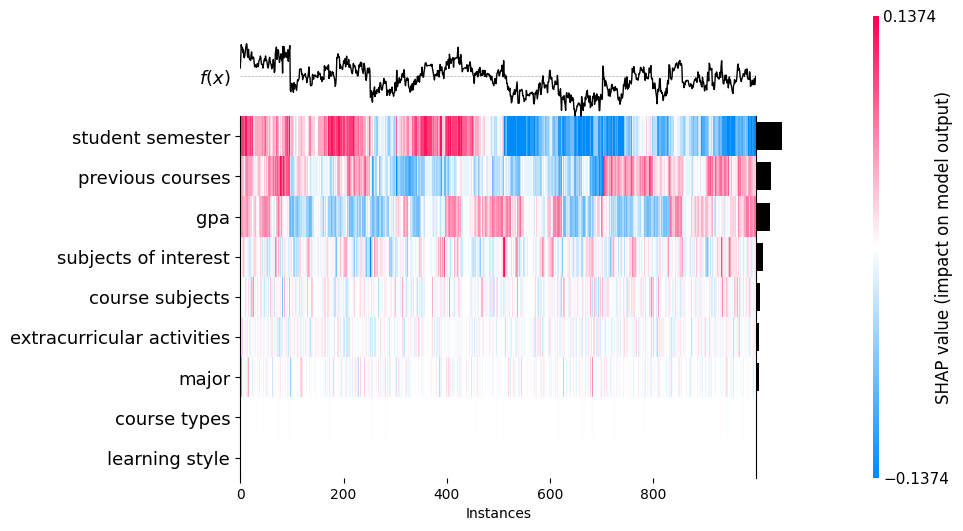 0.1374
f(x)
student semester
previous courses
gpa
subjects of interest
course subjects
extracurricular activities
major
course types
learning style
0 200 400 600 800
Instances
−0.1374
SHAP value (impact on model output)